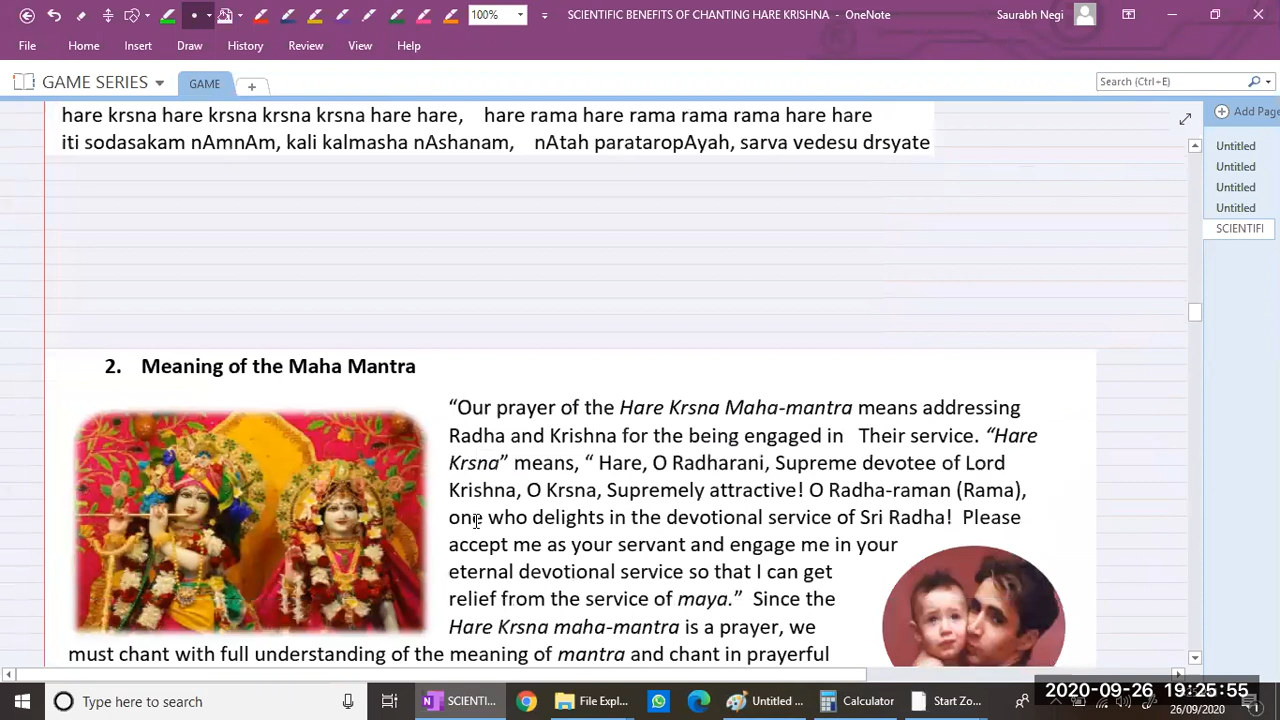 100%
SCIENTIFIC BENEFITS OF CHANTING HARE KRISHNA - OneNote
Saurabh Negi
File Home Insert Draw History Review View Help
GAME SERIES
GAME
Search (Ctrl+E)
hare krsna hare krsna krsna krsna hare hare, hare rama hare rama rama rama hare hare
iti sodasakam nAmnAm, kali kalmasha nAshanam, nAtah parataropAyah, sarva vedesu drsyate
Add Page
Untitled
Untitled
Untitled
Untitled
SCIENTIFI
2. Meaning of the Maha Mantra
“Our prayer of the Hare Krsna Maha-mantra means addressing
Radha and Krishna for the being engaged in Their service. “Hare
Krsna” means, “ Hare, O Radharani, Supreme devotee of Lord
Krishna, O Krsna, Supremely attractive! O Radha-raman (Rama),
one who delights in the devotional service of Sri Radha! Please
accept me as your servant and engage me in your
eternal devotional service so that I can get
relief from the service of maya.” Since the
Hare Krsna maha-mantra is a prayer, we
must chant with full understanding of the meaning of mantra and chant in prayerful
Type here to search
SCIENTI...
File Expl...
Untitled ...
Calculator
Start Zo...
2020-09-26 19:25:55
26/09/2020